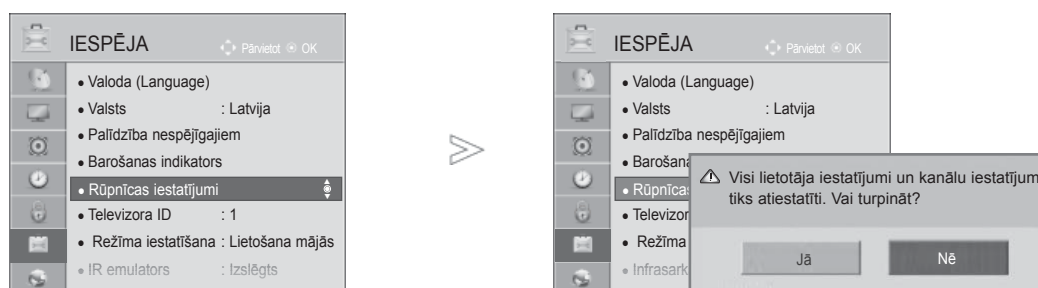 IESPĒJA
Pārvietot OK
• Valoda (Language)
• Valsts : Latvija
• Palīdzība nespējīgajiem
• Barošanas indikators
• Rūpnīcas iestatījumi
• Televizora ID : 1
• Režīma iestatīšana : Lietošana mājās
• IR emulators : Izslēgts
IESPĒJA
Pārvietot OK
• Valoda (Language)
• Valsts : Latvija
• Palīdzība nespējīgajiem
• Barošana
• Rūpnīcas
• Televizor
• Režīma
• Infrasark
Visi lietotāja iestatījumi un kanālu iestatījum
tiks atiestatīti. Vai turpināt?
Jā
Nē